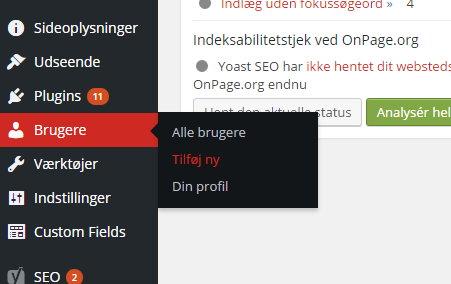 Sideoplysninger
Udseende
Plugins 11
Brugere
Værktøjer
Indstillinger
Custom Fields
SEO 2
Alle brugere
Tilføj ny
Din profil
Indlæg uden fokussøgeord » 4
Indeksabilitetstjek ved OnPage.org
Yoast SEO har ikke hentet dit websteds
OnPage.org endnu
Hent den aktuelle status
Analysér hel